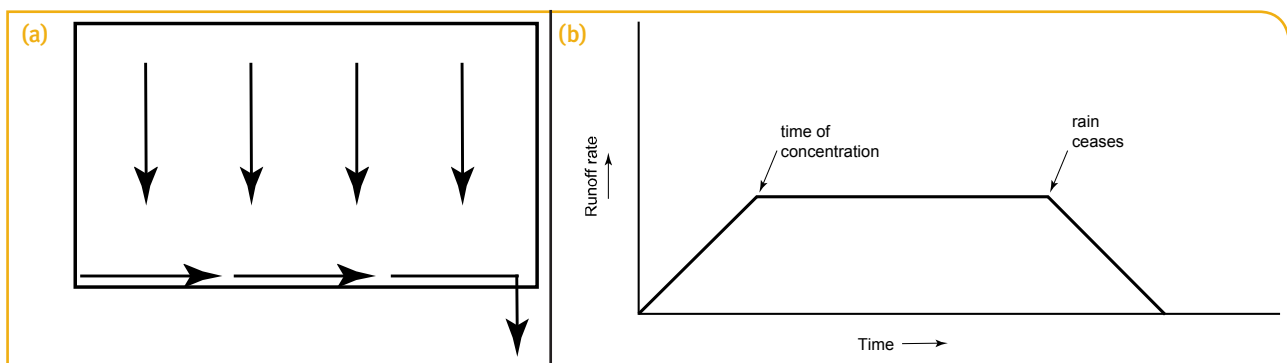 (a)
(b)
time of
concentration
rain
ceases
Runoff rate
Time